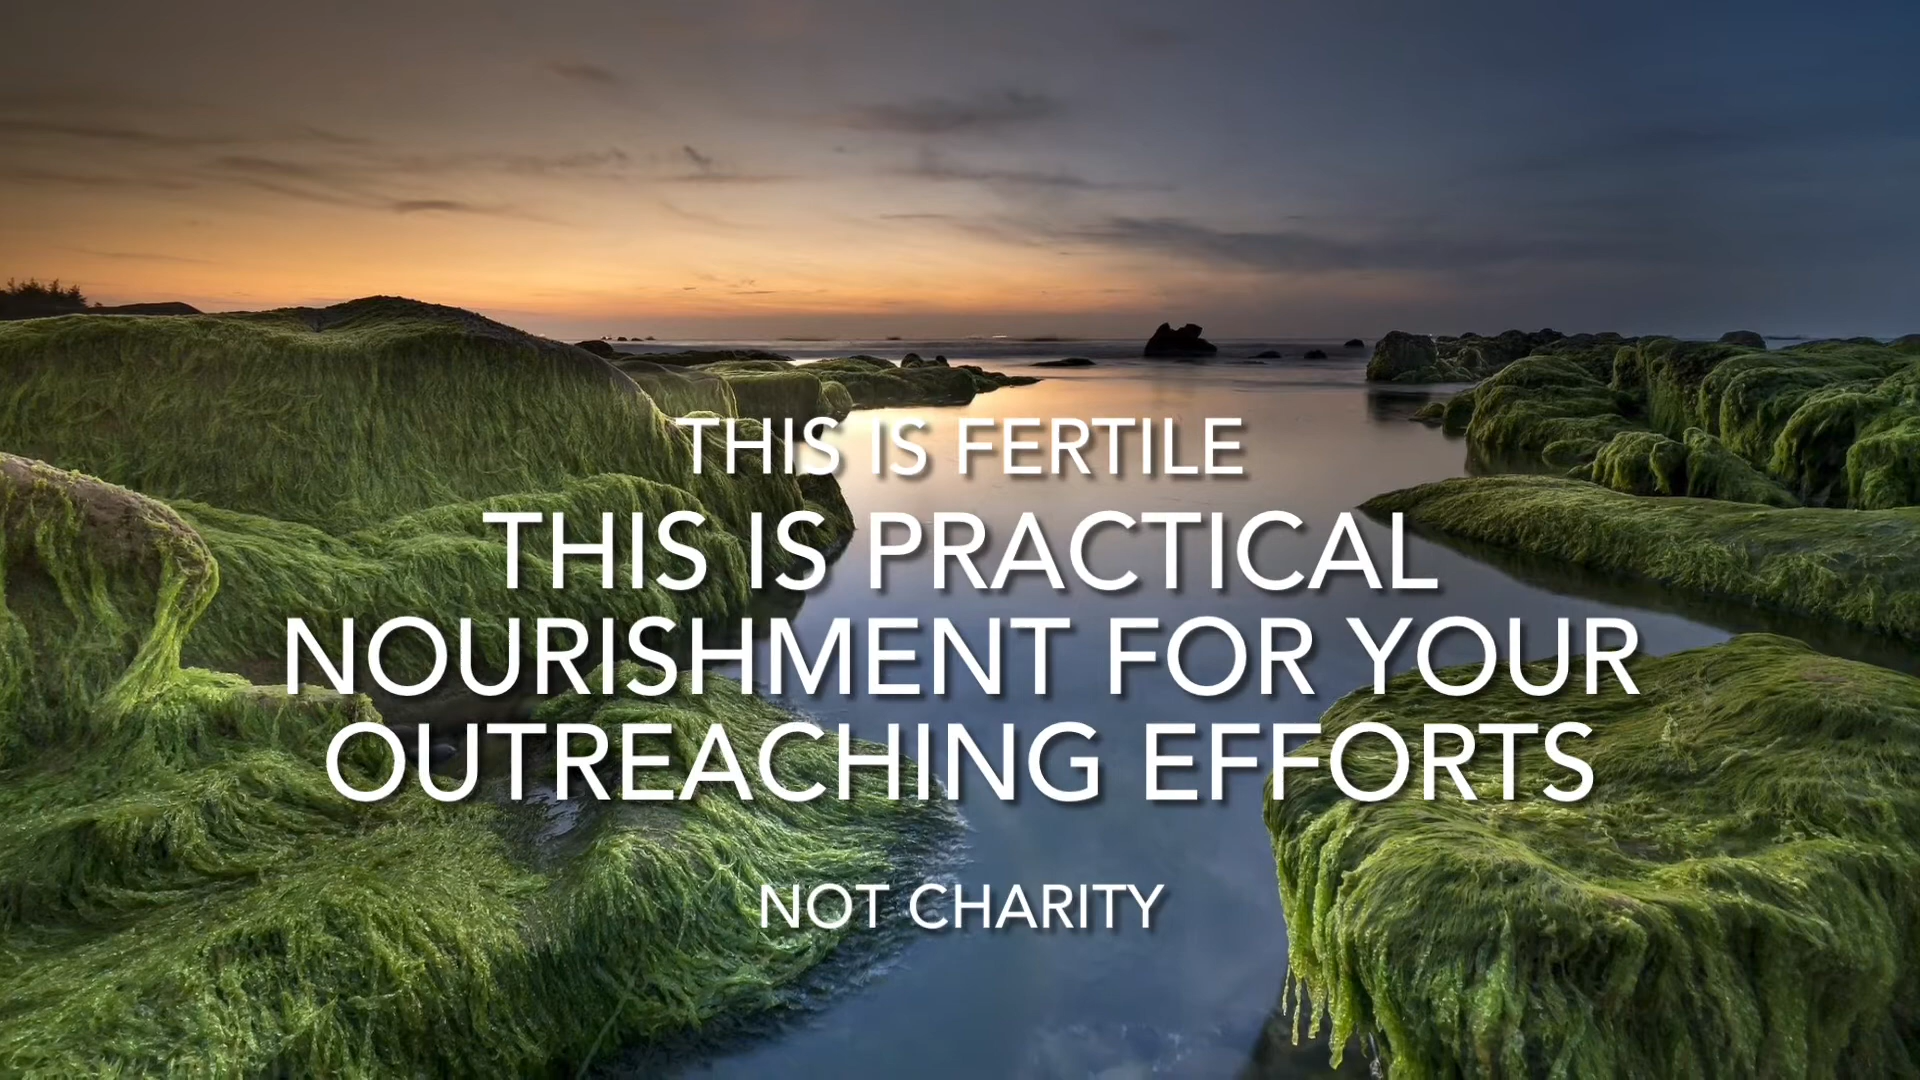 THIS IS FERTILE
THIS IS PRACTICAL
NOURISHMENT FOR YOUR
OUTREACHING EFFORTS
NOT CHARITY